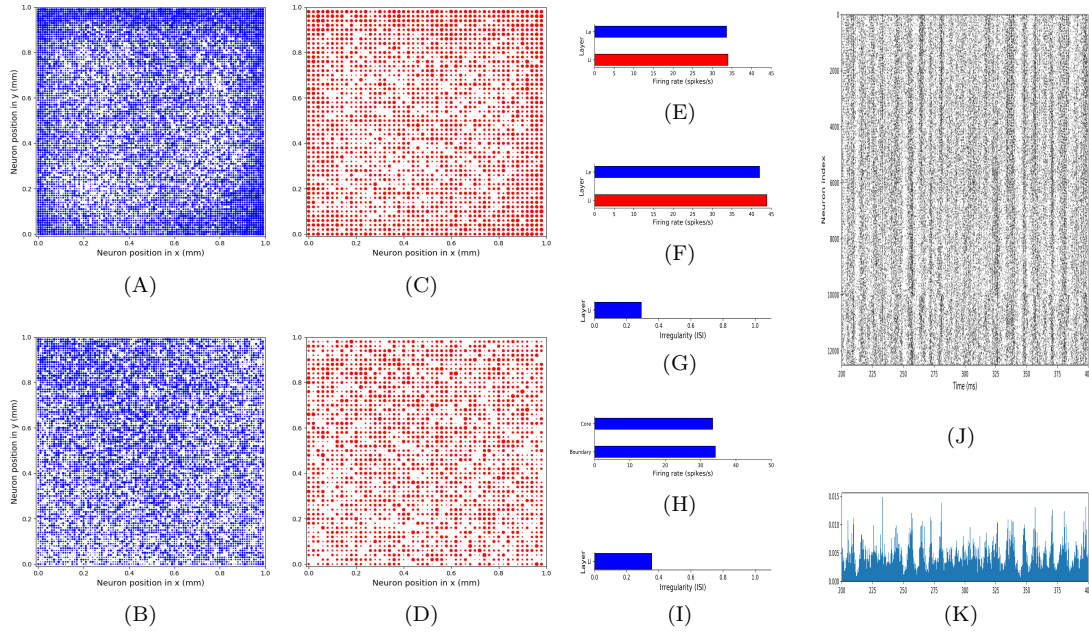 1.0
0.8
0.6
0.4
0.2
0.0
Neuron position in y (mm)
0.0 0.2 0.4 0.6 0.8 1.0
Neuron position in x (mm)
(A)
1.0
0.8
0.6
0.4
0.2
0.0
0.0 0.2 0.4 0.6 0.8 1.0
Neuron position in x (mm)
(C)
Layer
Le
Li
0 5 10 15 20 25 30 35 40 45
Firing rate (spikes/s)
(E)
Layer
Le
Li
0 5 10 15 20 25 30 35 40 45
Firing rate (spikes/s)
(F)
Layer
Li
0.0 0.2 0.4 0.6 0.8 1.0
Irregularity (ISI)
(G)
Core
Boundary
0 10 20 30 40 50
Firing rate (spikes/s)
(H)
Layer
Li
0.0 0.2 0.4 0.6 0.8 1.0
Irregularity (ISI)
(I)
0
2000
4000
6000
8000
10000
12000
Neuron index
200 225 250 275 300 325 350 375 400
Time (ms)
(J)
1.0
0.8
0.6
0.4
0.2
0.0
Neuron position in y (mm)
0.0 0.2 0.4 0.6 0.8 1.0
Neuron position in x (mm)
(B)
1.0
0.8
0.6
0.4
0.2
0.0
0.0 0.2 0.4 0.6 0.8 1.0
Neuron position in x (mm)
(D)
0.015
0.010
0.005
0.000
200 225 250 275 300 325 350 375 400
(K)